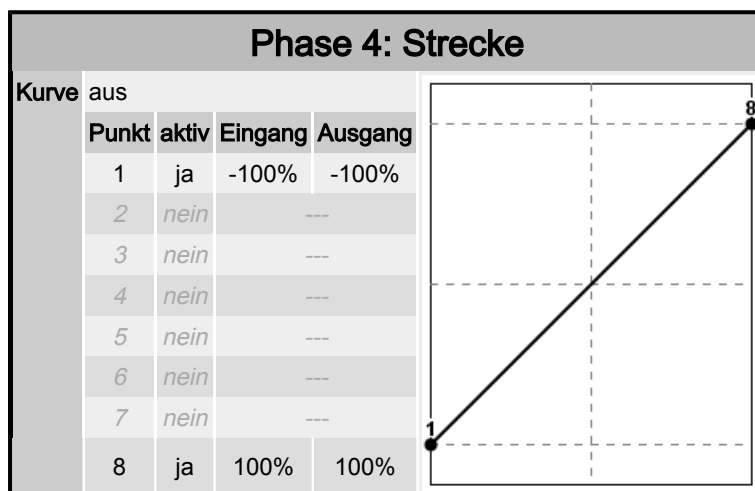 Phase 4: Strecke
Kurve aus
Punkt aktiv Eingang Ausgang
1 ja -100% -100%
2 nein ---
3 nein ---
4 nein ---
5 nein ---
6 nein ---
7 nein ---
8 ja 100% 100%
8
1